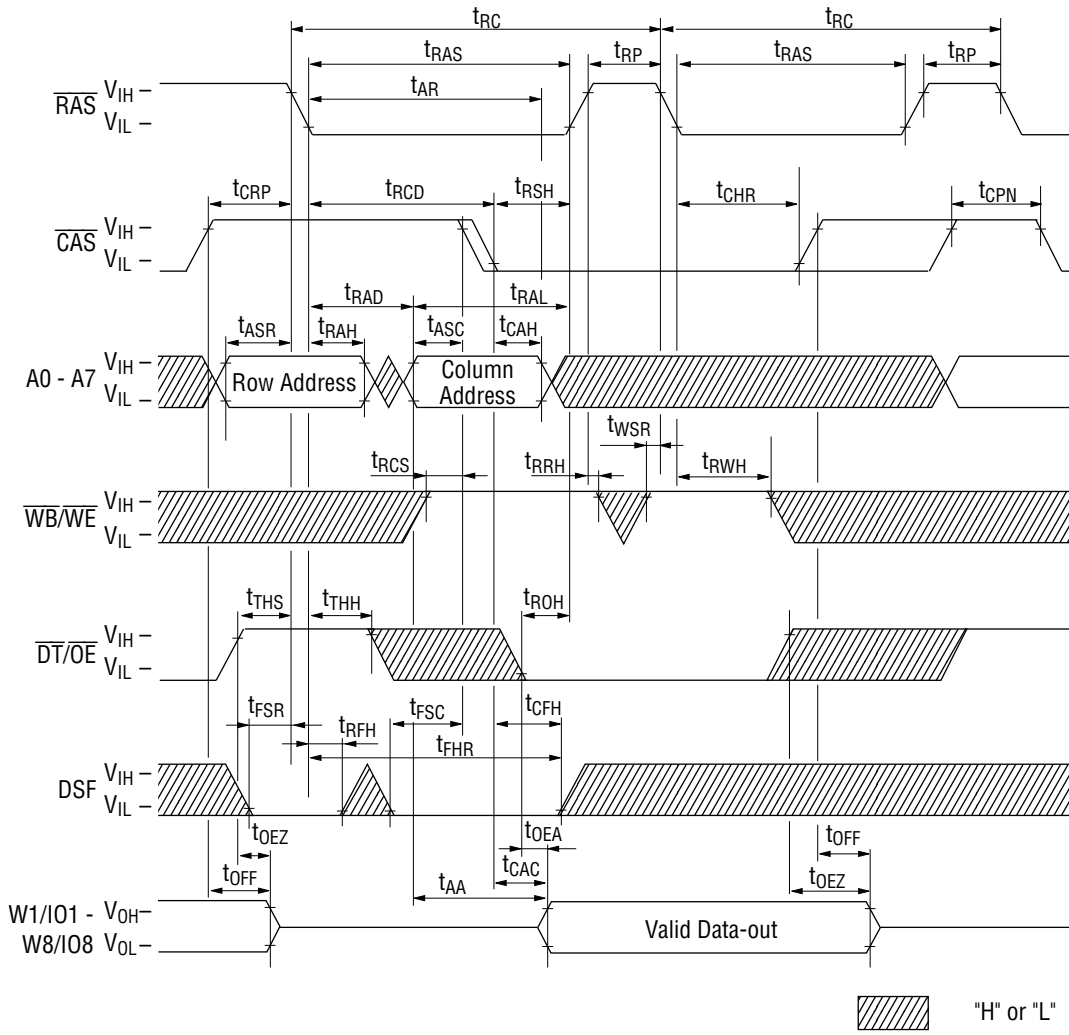 tRC tRC
tRAS tRP tRAS tRP
tAR
RAS VIH –
VIL –
tCRP tRCD tRSH tCHR tCPN
CAS VIH –
VIL –
tRAD tRAL
tASR tRAH tASC tCAH
A0 - A7 VIH –
VIL –
Row Address
Column
Address
tWSR
tRCS tRRH tRWH
WB/WE VIH –
VIL –
tTHS tTHH tROH
DT/OE VIH –
VIL –
tFSR tRFH tFSC tCFH
tFHR
DSF VIH –
VIL –
tOEZ tOEA tOFF
tOFF tAA tCAC tOEZ
W1/IO1 - VOH–
W8/IO8 VOL –
Valid Data-out
"H" or "L"